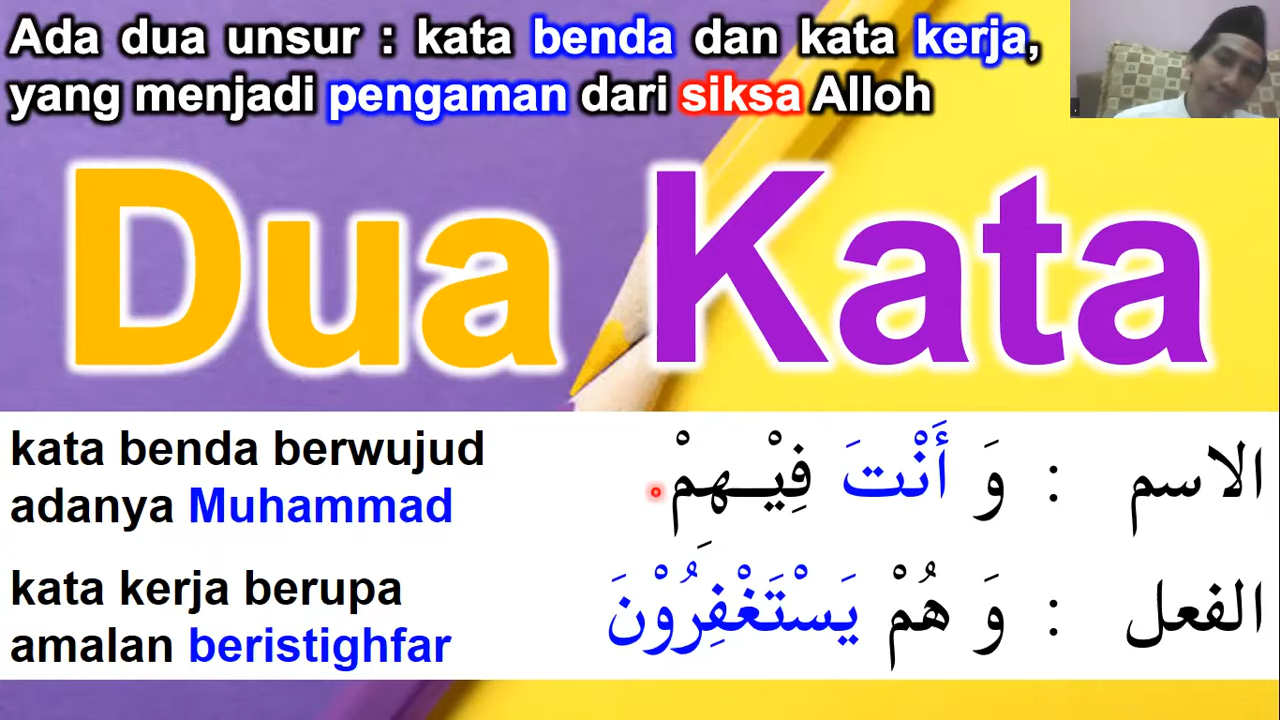 Ada dua unsur : kata benda dan kata kerja,
yang menjadi pengaman dari siksa Alloh
Dua Kata
kata benda berwujud
adanya Muhammad
الاسم : وَ أَنْتَ فِيْـهِمْ
kata kerja berupa
amalan beristighfar
الفعل : وَ هُمْ يَسْتَغْفِرُوْنَ